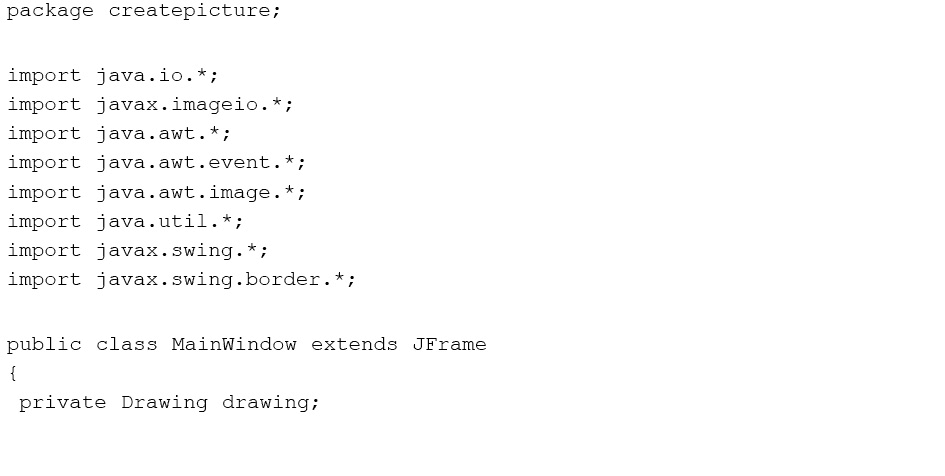 package createpicture;
import java.io.*;
import javax.imageio.*;
import java.awt.*;
import java.awt.event.*;
import java.awt.image.*;
import java.util.*;
import javax.swing.*;
import javax.swing.border.*;
public class MainWindow extends JFrame
{
private Drawing drawing;